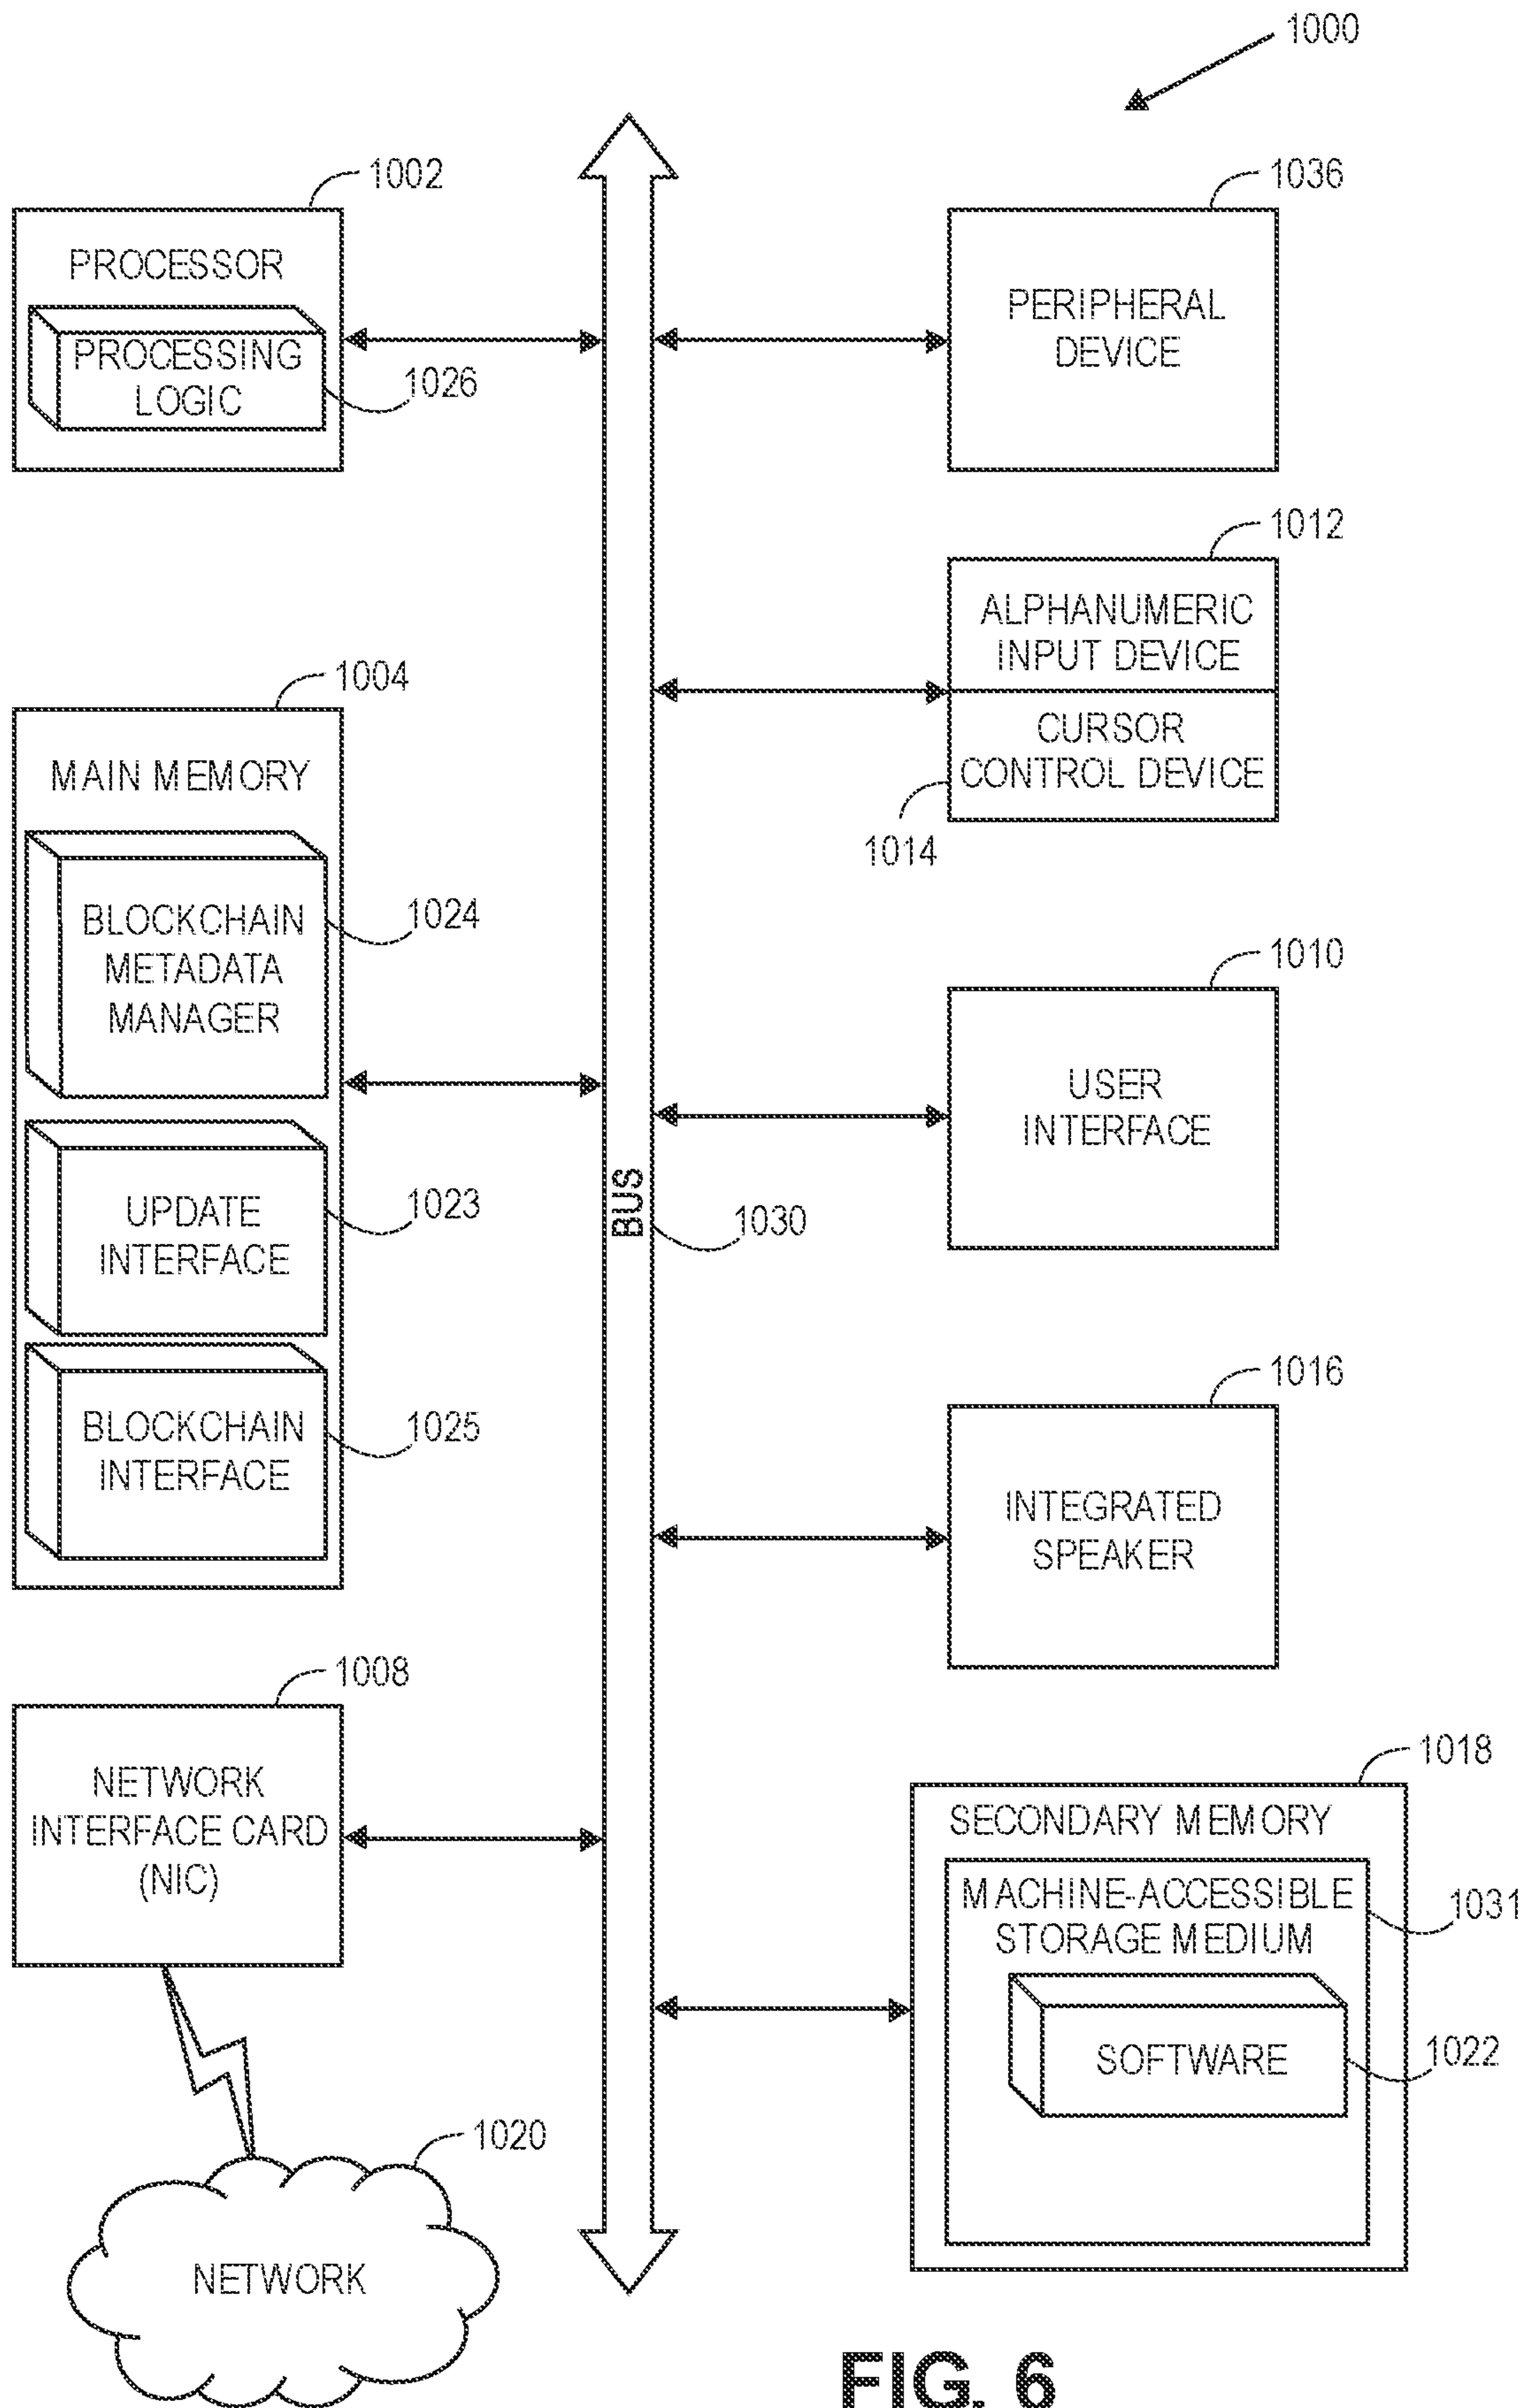 1000
1002
PROCESSOR
PROCESSING
LOGIC
1026
1004
MAIN MEMORY
BLOCKCHAIN
METADATA
MANAGER
1024
UPDATE
INTERFACE
1023
BLOCKCHAIN
INTERFACE
1025
1008
NETWORK
INTERFACE CARD
(NIC)
1020
NETWORK
BUS
1030
1036
PERIPHERAL
DEVICE
1012
ALPHANUMERIC
INPUT DEVICE
CURSOR
CONTROL DEVICE
1014
1010
USER
INTERFACE
1016
INTEGRATED
SPEAKER
1018
SECONDARY MEMORY
MACHINE-ACCESSIBLE
STORAGE MEDIUM
1031
SOFTWARE
1022
FIG. 6